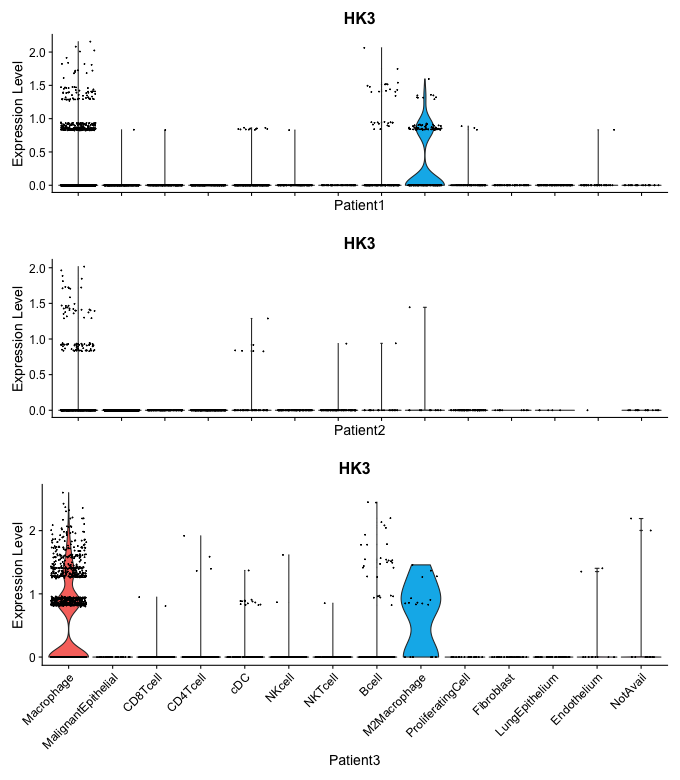 HK3
Expression Level
2.0
1.5
1.0
0.5
0.0
Patient1
HK3
Expression Level
2.0
1.5
1.0
0.5
0.0
Patient2
HK3
Expression Level
2
1
0
Macrophage
MalignantEpithelial
CD8Tcell
CD4Tcell
cDC
NKcell
NKTcell
Bcell
M2Macrophage
ProliferatingCell
Fibroblast
LungEpithelium
Endothelium
NotAvail
Patient3